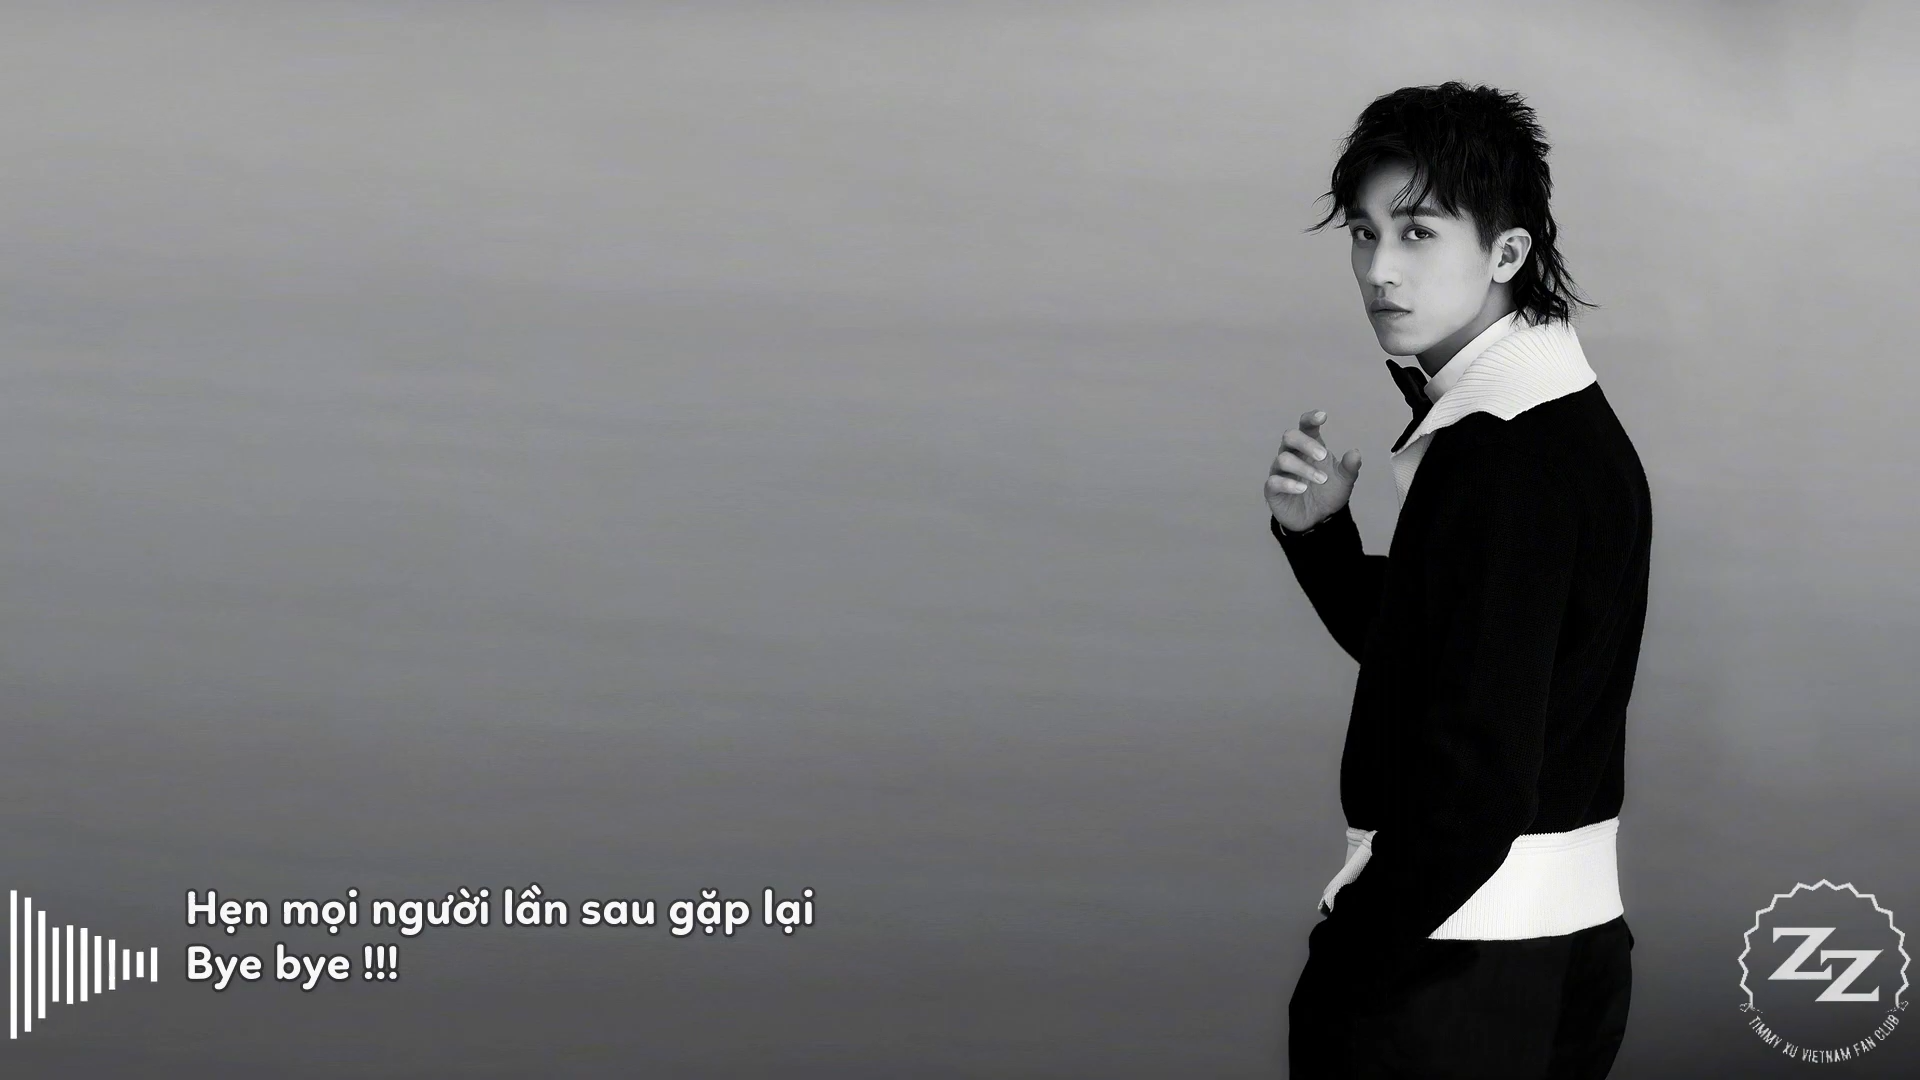 Hẹn mọi người lần sau gặp lại
Bye bye !!!
ZZ
TIMMY XU VIETNAM FAN CLUB